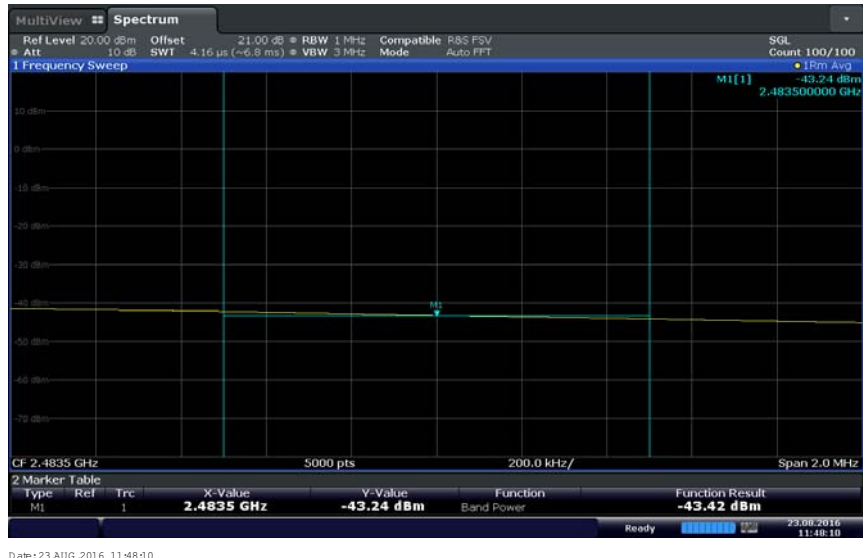 MultiView Spectrum
Ref Level 20.00 dBm Offset 21.00 dB RBW 1 MHz Compatible R&S FSV SGL
Att 10 dB SWT 4.16 µs (~6.8 ms) VBW 3 MHz Mode Auto FFT Count 100/100
1 Frequency Sweep 1Rm Avg
M1[1] -43.24 dBm
2.483500000 GHz
10 dBm
0 dBm
-10 dBm
-20 dBm
-30 dBm
M1
-40 dBm
-50 dBm
-60 dBm
-70 dBm
CF 2.4835 GHz 5000 pts 200.0 kHz/ Span 2.0 MHz
2 Marker Table
Type Ref Trc X-Value Y-Value Function Function Result
M1 1 2.4835 GHz -43.24 dBm Band Power -43.42 dBm
Ready 23.08.2016
11:48:10
Date: 23.AUG.2016 11:48:10